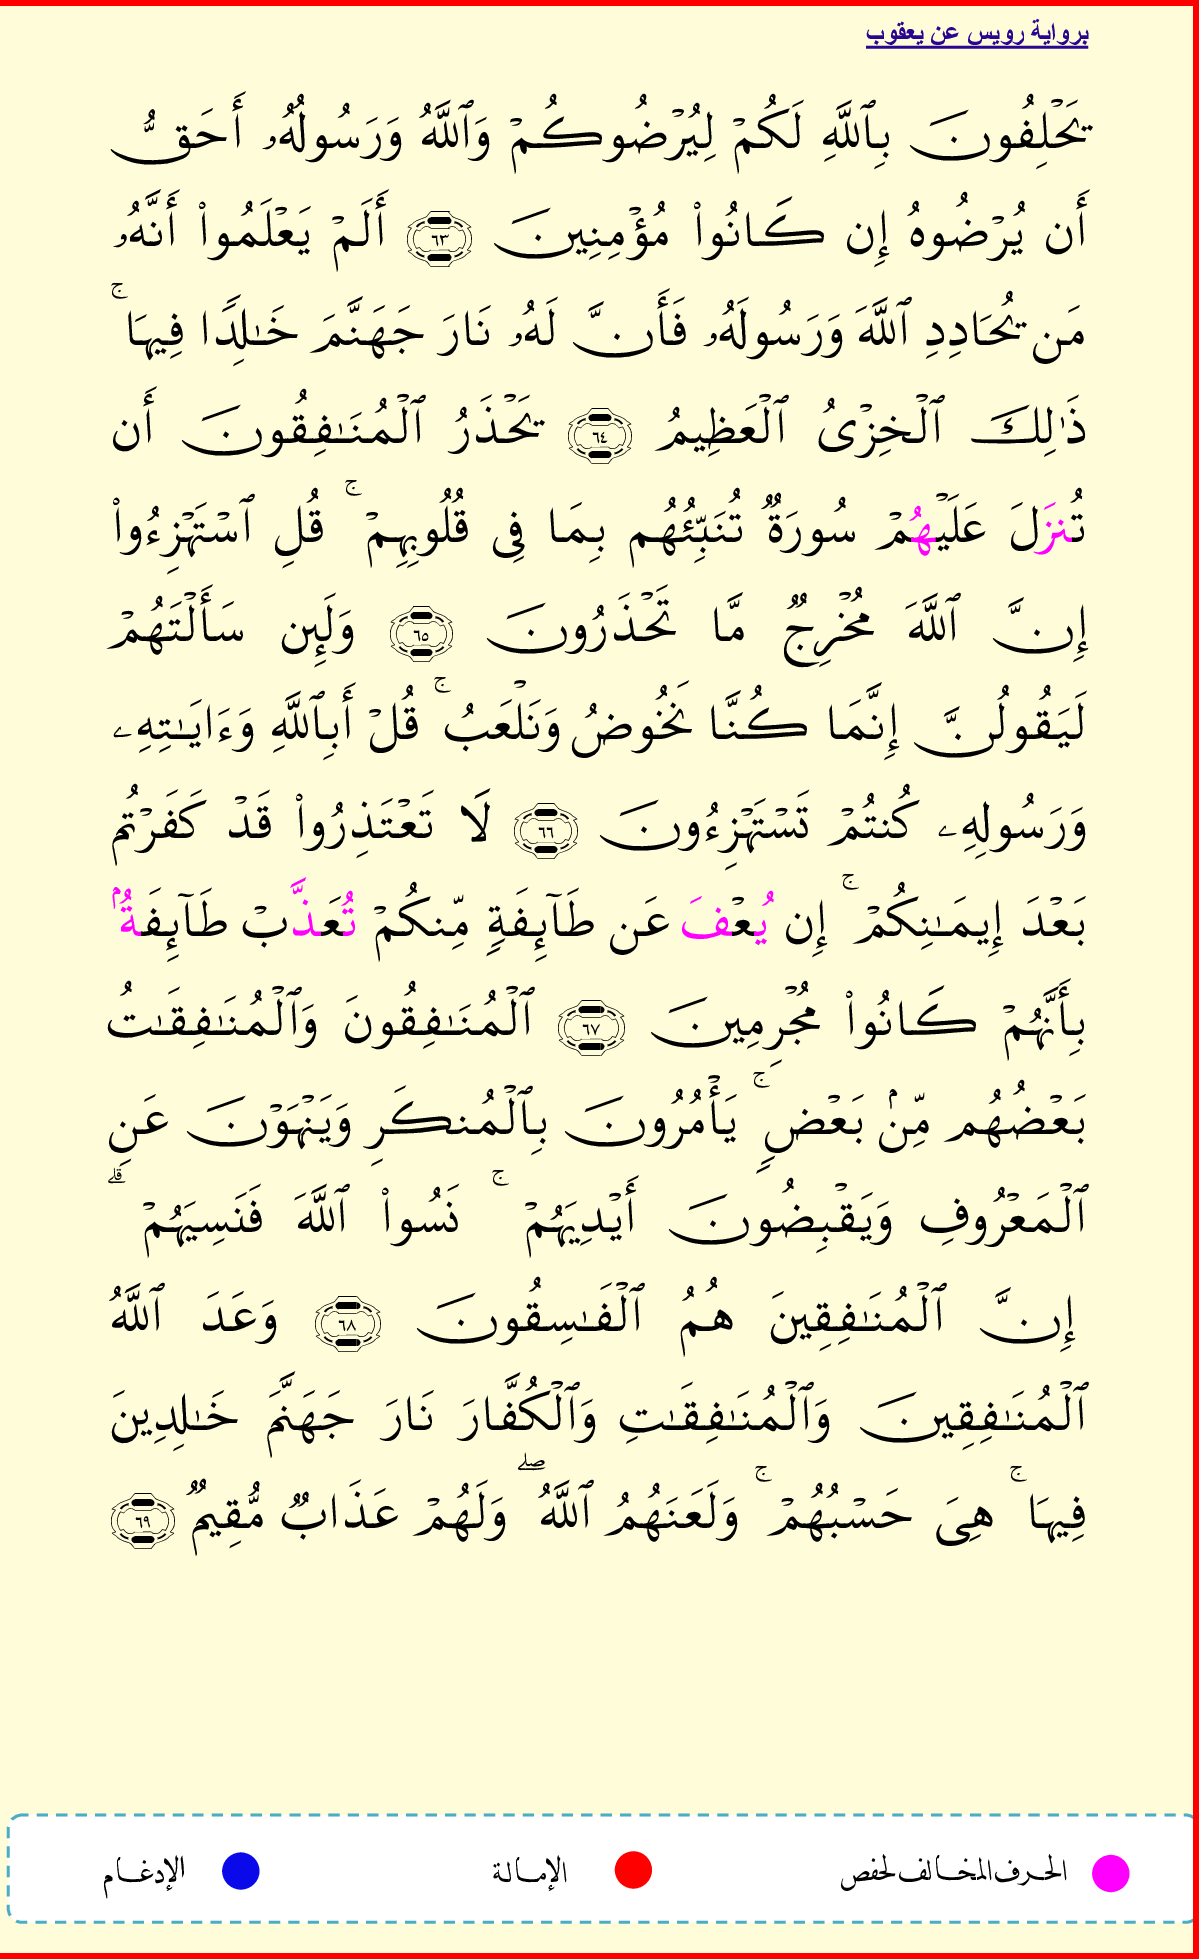 برواية رويس عن يعقوب
يَحْلِفُونَ بِٱللَّهِ لَكُمْ لِيُرْضُوكُمْ وَٱللَّهُ وَرَسُولُهُۥ أَحَقُّ
أَن يُرْضُوهُ إِن كَانُوا۟ مُؤْمِنِينَ ٦٣ أَلَمْ يَعْلَمُوا۟ أَنَّهُۥ
مَن يُحَادِدِ ٱللَّهَ وَرَسُولَهُۥ فَأَنَّ لَهُۥ نَارَ جَهَنَّمَ خَـٰلِدًا فِيهَا ۚ
ذَٰلِكَ ٱلْخِزْىُ ٱلْعَظِيمُ ٦٤ يَحْذَرُ ٱلْمُنَـٰفِقُونَ أَن
تُنزَلَ عَلَيْهُمْ سُورَةٌ تُنَبِّئُهُم بِمَا فِى قُلُوبِهِمْ ۚ قُلِ ٱسْتَهْزِءُوا۟
إِنَّ ٱللَّهَ مُخْرِجٌ مَّا تَحْذَرُونَ ٦٥ وَلَئِن سَأَلْتَهُمْ
لَيَقُولُنَّ إِنَّمَا كُنَّا نَخُوضُ وَنَلْعَبُ ۚ قُلْ أَبِٱللَّهِ وَءَايَـٰتِهِۦ
وَرَسُولِهِۦ كُنتُمْ تَسْتَهْزِءُونَ ٦٦ لَا تَعْتَذِرُوا۟ قَدْ كَفَرْتُم
بَعْدَ إِيمَـٰنِكُمْ ۚ إِن يُعْفَ عَن طَآئِفَةٍ مِّنكُمْ تُعَذَّبْ طَآئِفَةُۢ
بِأَنَّهُمْ كَانُوا۟ مُجْرِمِينَ ٦٧ ٱلْمُنَـٰفِقُونَ وَٱلْمُنَـٰفِقَـٰتُ
بَعْضُهُم مِّنۢ بَعْضٍ ۚ يَأْمُرُونَ بِٱلْمُنكَرِ وَيَنْهَوْنَ عَنِ
ٱلْمَعْرُوفِ وَيَقْبِضُونَ أَيْدِيَهُمْ ۚ نَسُوا۟ ٱللَّهَ فَنَسِيَهُمْ ۗ
إِنَّ ٱلْمُنَـٰفِقِينَ هُمُ ٱلْفَـٰسِقُونَ ٦٨ وَعَدَ ٱللَّهُ
ٱلْمُنَـٰفِقِينَ وَٱلْمُنَـٰفِقَـٰتِ وَٱلْكُفَّارَ نَارَ جَهَنَّمَ خَـٰلِدِينَ
فِيهَا ۚ هِىَ حَسْبُهُمْ ۚ وَلَعَنَهُمُ ٱللَّهُ ۖ وَلَهُمْ عَذَابٌ مُّقِيمٌ ٦٩
الحرف المخالف لحفص الإمالة الإدغام